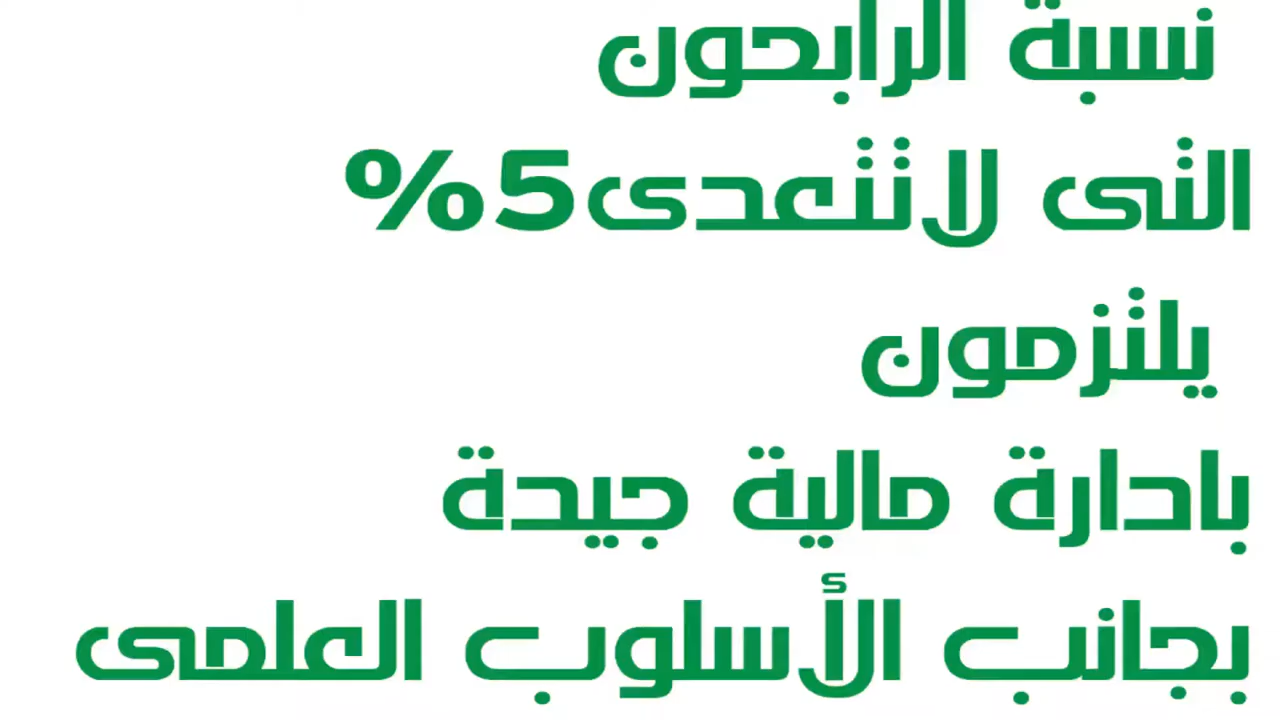 نسبة الرابحون
التى لاتتعدى5%
يلتزمون
بادارة مالية جيدة
بجانب الأسلوب العلمى